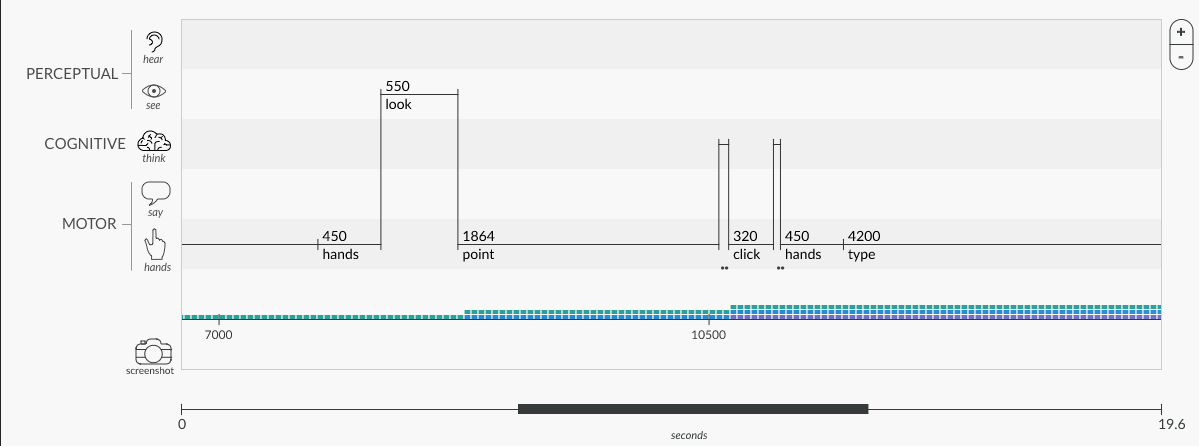 hear
PERCEPTUAL
see
COGNITIVE
think
say
MOTOR
hands
screenshot
550
look
450
hands
1864
point
320
click
450
hands
4200
type
7000
10500
0
19.6
seconds
+
-